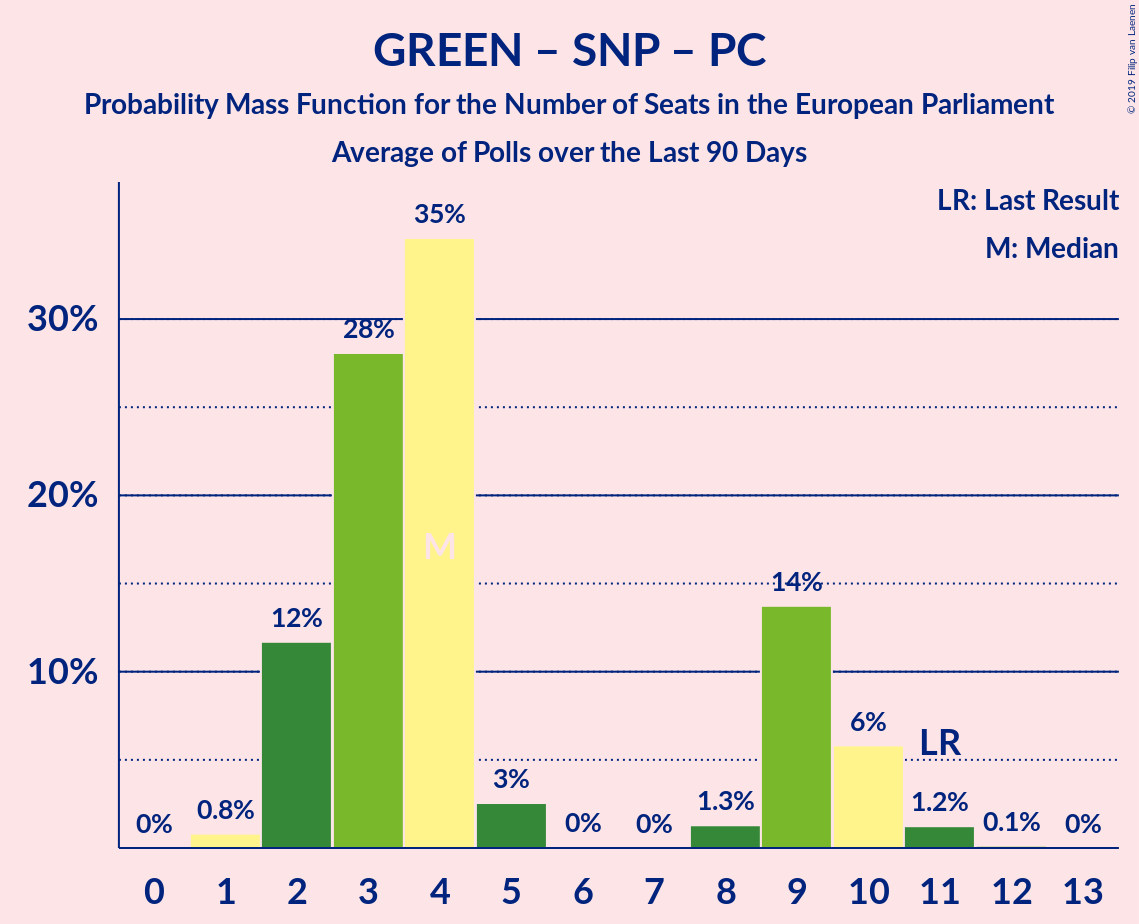 GREEN – SNP – PC
Probability Mass Function for the Number of Seats in the European Parliament
Average of Polls over the Last 90 Days
© 2019 Filip van Laenen
LR: Last Result
M: Median
35%
30%
28%
20%
M
14%
12%
10%
6%
LR
3%
0%
0.8%
0%
0%
1.3%
1.2%
0.1%
0%
0 1 2 3 4 5 6 7 8 9 10 11 12 13